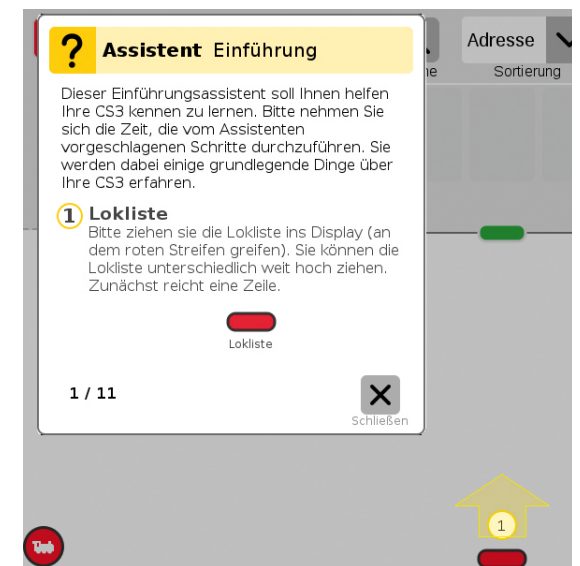 ? Assistent Einführung
Dieser Einführungsassistent soll Ihnen helfen
Ihre CS3 kennen zu lernen. Bitte nehmen Sie
sich die Zeit, die vom Assistenten
vorgeschlagenen Schritte durchzuführen. Sie
werden dabei einige grundlegende Dinge über
Ihre CS3 erfahren.
1 Lokliste
Bitte ziehen sie die Lokliste ins Display (an
dem roten Streifen greifen). Sie können die
Lokliste unterschiedlich weit hoch ziehen.
Zunächst reicht eine Zeile.
Lokliste
1 / 11
Schließen
Adresse
Sortierung
1